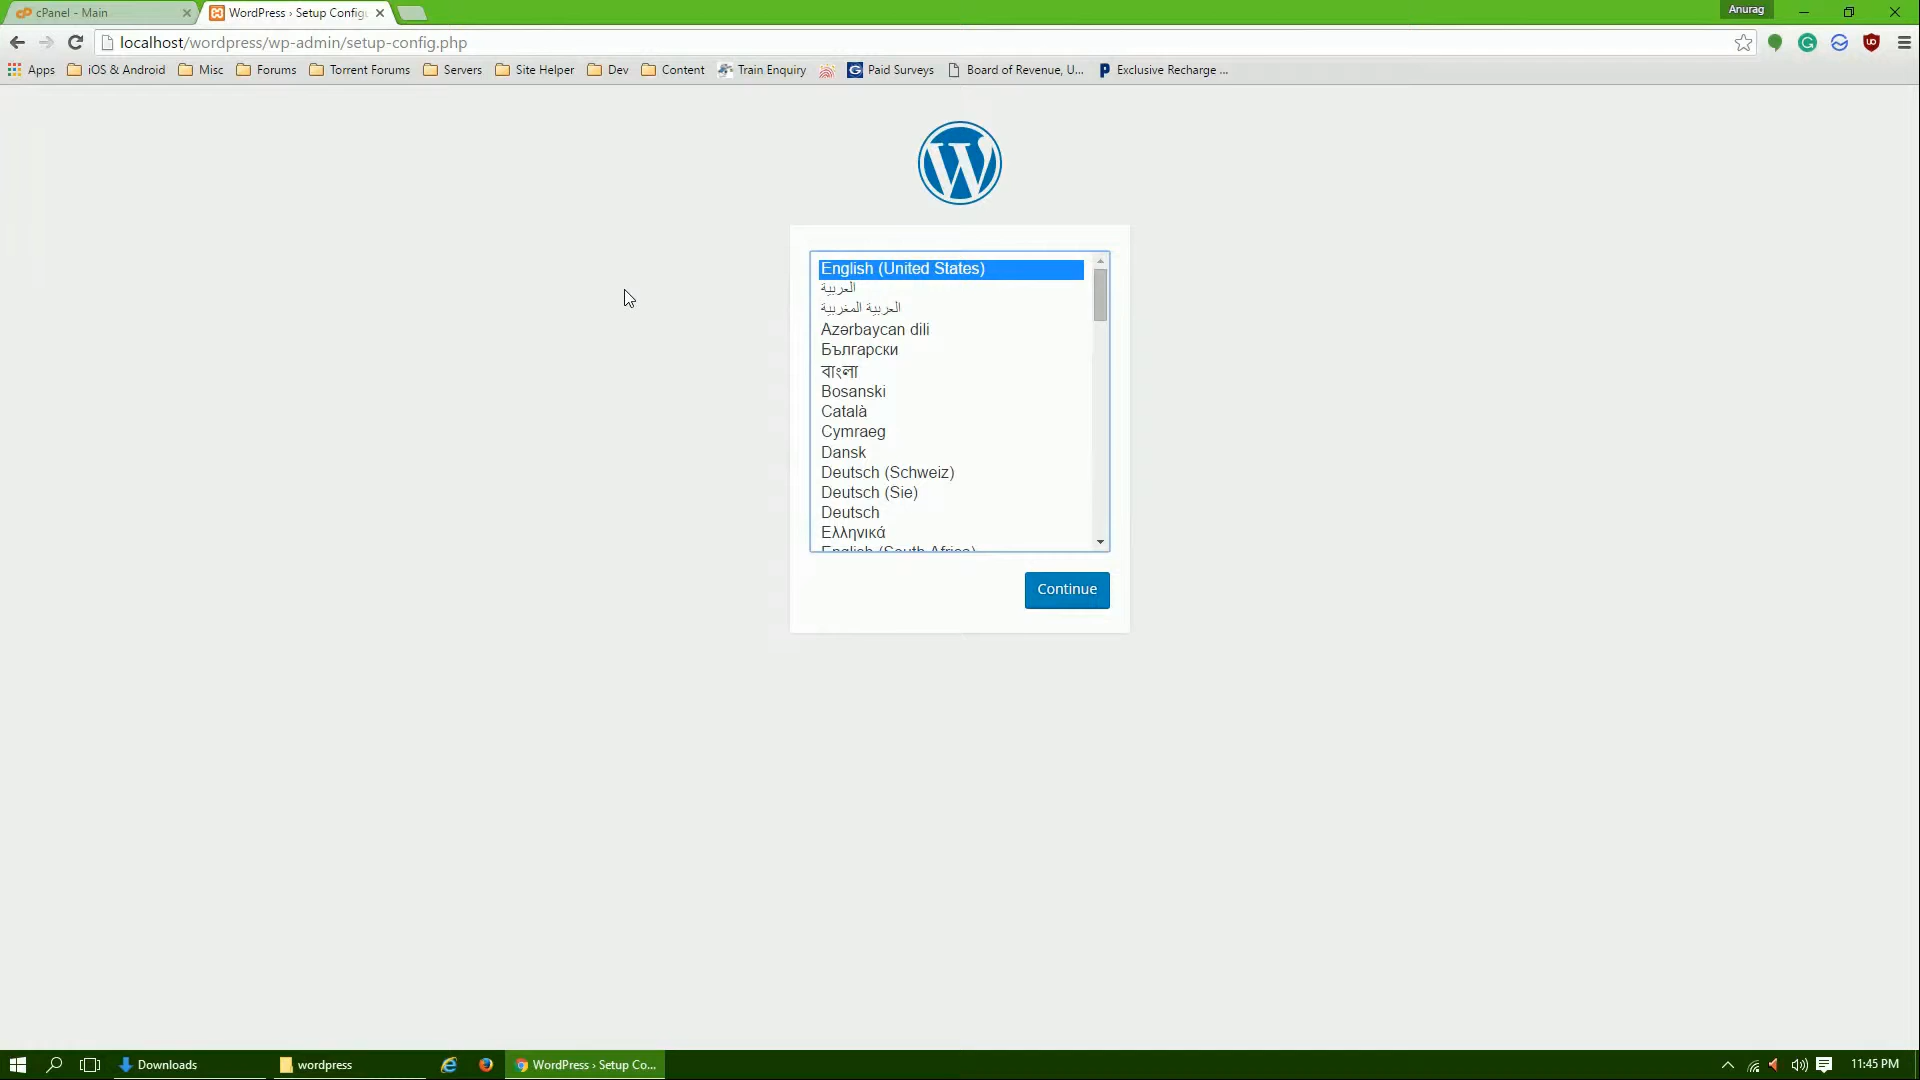 cPanel - Main
WordPress › Setup Config
Anurag
localhost/wordpress/wp-admin/setup-config.php
Apps
iOS & Android
Misc
Forums
Torrent Forums
Servers
Site Helper
Dev
Content
Train Enquiry
G
Paid Surveys
Board of Revenue, U...
P
Exclusive Recharge ...
W
English (United States)
العربية
العربية المغربية
Azərbaycan dili
Български
বাংলা
Bosanski
Català
Cymraeg
Dansk
Deutsch (Schweiz)
Deutsch (Sie)
Deutsch
Ελληνικά
English (South Africa)
Continue
Downloads
wordpress
WordPress › Setup Co...
11:45 PM